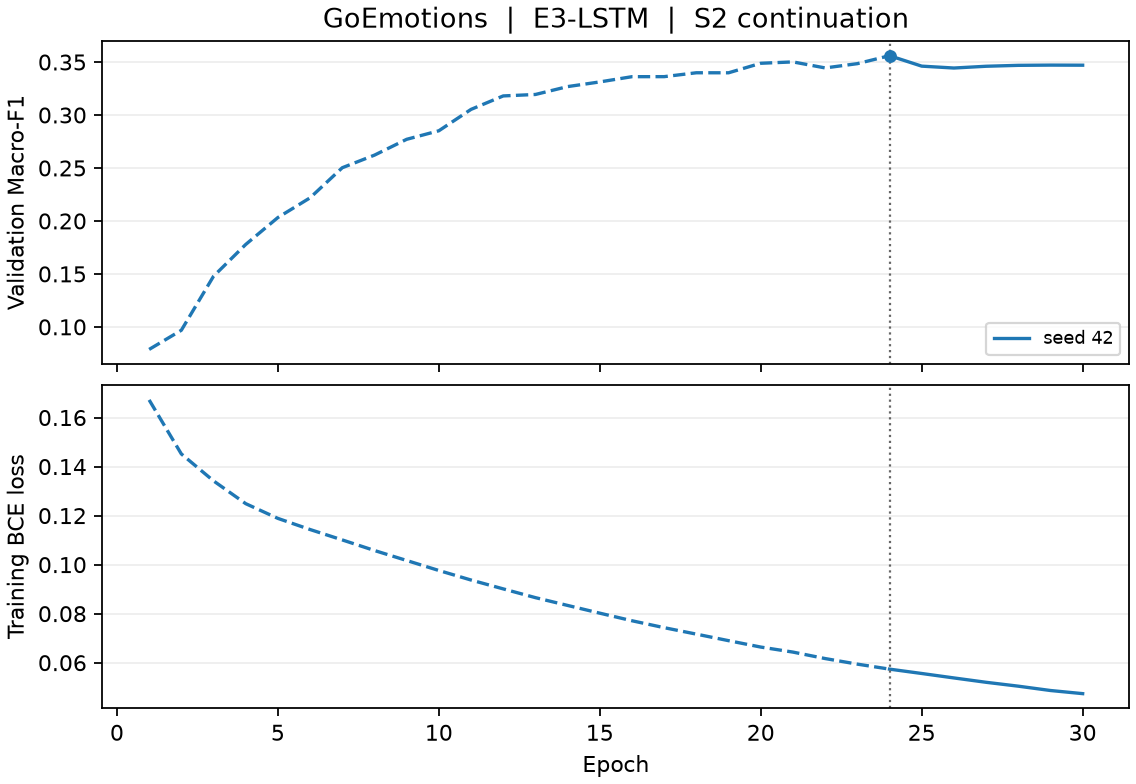 GoEmotions | E3-LSTM | S2 continuation
Validation Macro-F1
0.35
0.30
0.25
0.20
0.15
0.10
seed 42
Training BCE loss
0.16
0.14
0.12
0.10
0.08
0.06
0 5 10 15 20 25 30
Epoch